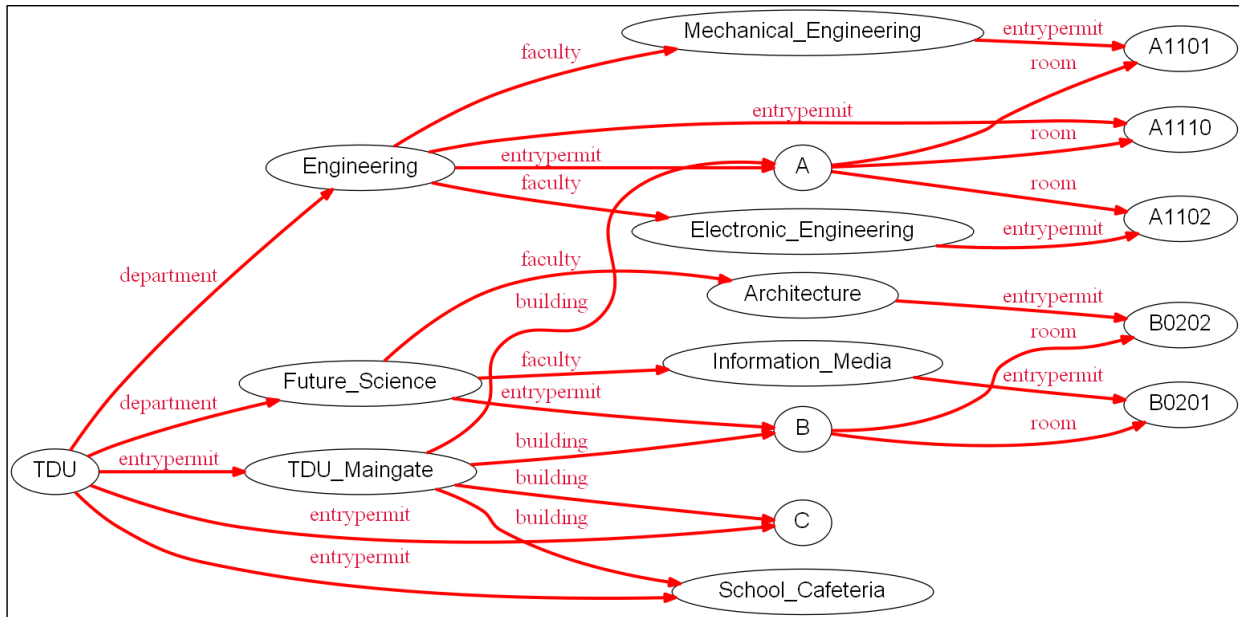 Mechanical_Engineering
entrypermit
A1101
faculty
room
entrypermit
A1110
Engineering
entrypermit
A
room
faculty
room
A1102
Electronic_Engineering
entrypermit
department
faculty
building
Architecture
entrypermit
B0202
room
Information_Media
faculty
Future_Science
entrypermit
entrypermit
B0201
department
B
room
building
TDU
entrypermit
TDU_Maingate
building
entrypermit
building
C
entrypermit
School_Cafeteria